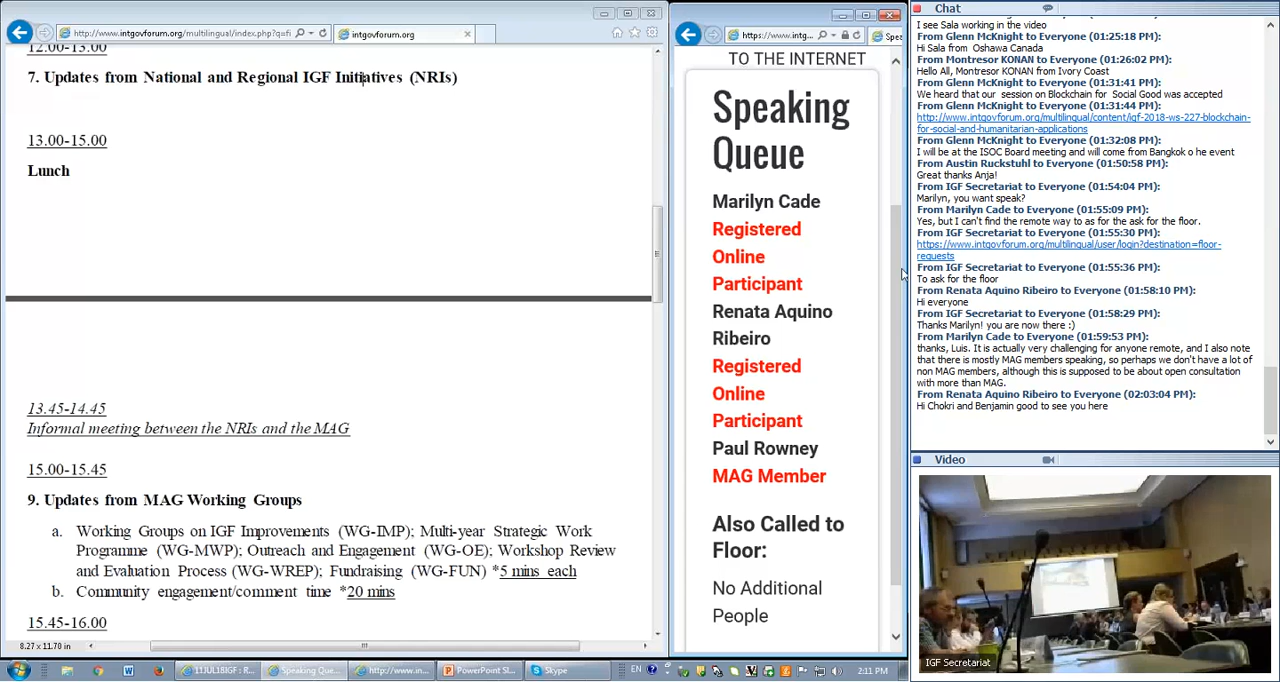 http://www.intgovforum.org/multilingual/index.php?q=fi
intgovforum.org
12.00-13.00
7. Updates from National and Regional IGF Initiatives (NRIs)
13.00-15.00
Lunch
13.45-14.45
Informal meeting between the NRIs and the MAG
15.00-15.45
9. Updates from MAG Working Groups
a. Working Groups on IGF Improvements (WG-IMP); Multi-year Strategic Work
Programme (WG-MWP); Outreach and Engagement (WG-OE); Workshop Review
and Evaluation Process (WG-WREP); Fundraising (WG-FUN) *5 mins each
b. Community engagement/comment time *20 mins
15.45-16.00
8.27 x 11.70 in
https://www.intg...
Spe
TO THE INTERNET
Speaking
Queue
Marilyn Cade
Registered
Online
Participant
Renata Aquino
Ribeiro
Registered
Online
Participant
Paul Rowney
MAG Member
Also Called to
Floor:
No Additional
People
Chat
I see Sala working in the video
From Glenn McKnight to Everyone (01:25:18 PM):
Hi Sala from Oshawa Canada
From Montresor KONAN to Everyone (01:26:02 PM):
Hello All, Montresor KONAN from Ivory Coast
From Glenn McKnight to Everyone (01:31:41 PM):
We heard that our session on Blockchain for Social Good was accepted
From Glenn McKnight to Everyone (01:31:44 PM):
http://www.intgovforum.org/multilingual/content/igf-2018-ws-227-blockchain-
for-social-and-humanitarian-applications
From Glenn McKnight to Everyone (01:32:08 PM):
I will be at the ISOC Board meeting and will come from Bangkok o he event
From Austin Ruckstuhl to Everyone (01:50:58 PM):
Great thanks Anja!
From IGF Secretariat to Everyone (01:54:04 PM):
Marilyn, you want speak?
From Marilyn Cade to Everyone (01:55:09 PM):
Yes, but I can't find the remote way to as for the ask for the floor.
From IGF Secretariat to Everyone (01:55:30 PM):
https://www.intgovforum.org/multilingual/user/login?destination=floor-
requests
From IGF Secretariat to Everyone (01:55:36 PM):
To ask for the floor
From Renata Aquino Ribeiro to Everyone (01:58:10 PM):
Hi everyone
From IGF Secretariat to Everyone (01:58:29 PM):
Thanks Marilyn! you are now there :)
From Marilyn Cade to Everyone (01:59:53 PM):
thanks, Luis. It is actually very challenging for anyone remote, and I also note
that there is mostly MAG members speaking, so perhaps we don't have a lot of
non MAG members, although this is supposed to be about open consultation
with more than MAG.
From Renata Aquino Ribeiro to Everyone (02:03:04 PM):
Hi Chokri and Benjamin good to see you here
Video
IGF Secretariat
11JUL18IGF : R...
Speaking Que...
http://www.in...
PowerPoint Sl...
Skype
EN
2:11 PM